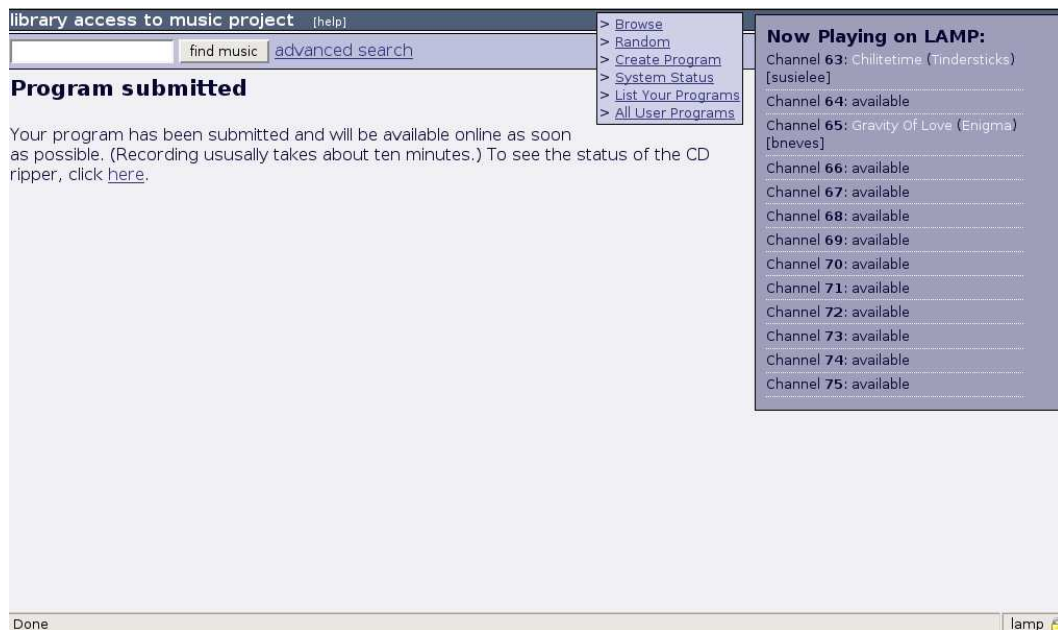 library access to music project [help]
find music advanced search
> Browse
> Random
> Create Program
> System Status
> List Your Programs
> All User Programs
Program submitted
Your program has been submitted and will be available online as soon
as possible. (Recording ususally takes about ten minutes.) To see the status of the CD
ripper, click here.
Now Playing on LAMP:
Channel 63: Chilitetime (Tindersticks)
[susielee]
Channel 64: available
Channel 65: Gravity Of Love (Enigma)
[bneves]
Channel 66: available
Channel 67: available
Channel 68: available
Channel 69: available
Channel 70: available
Channel 71: available
Channel 72: available
Channel 73: available
Channel 74: available
Channel 75: available
Done
lamp